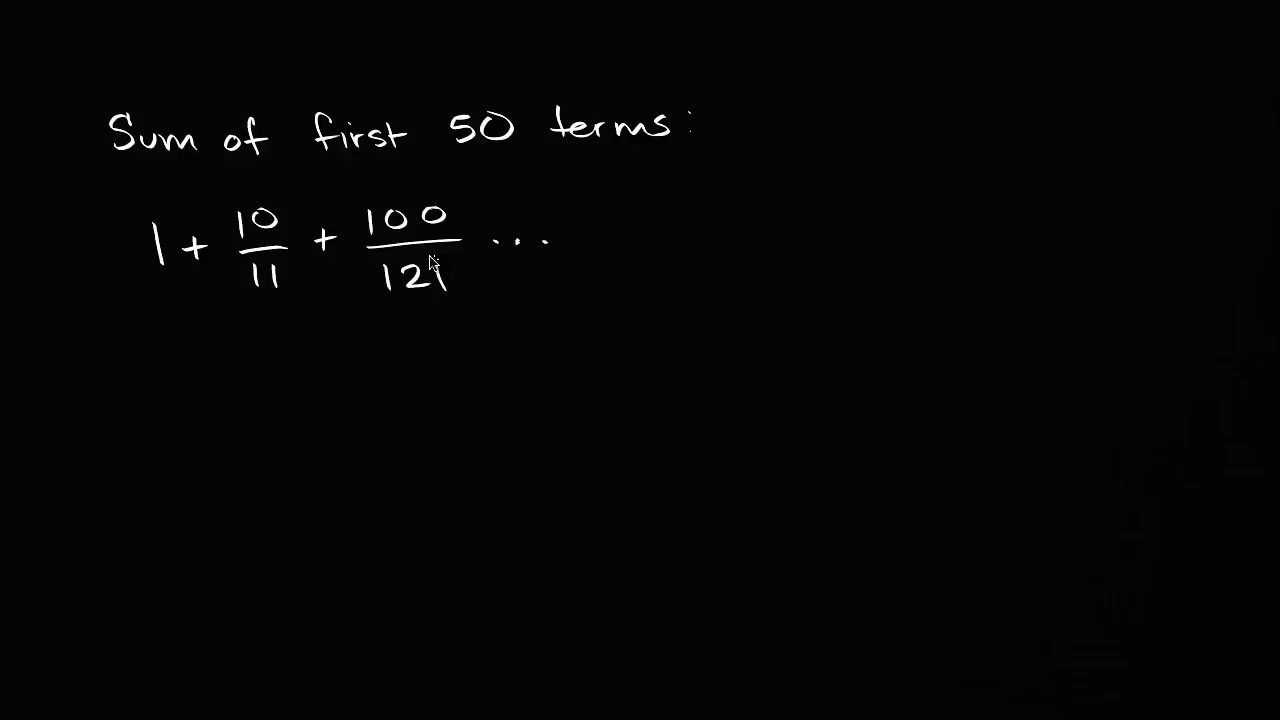 Sum of first 50 terms:
1 + 10/11 + 100/121 ...